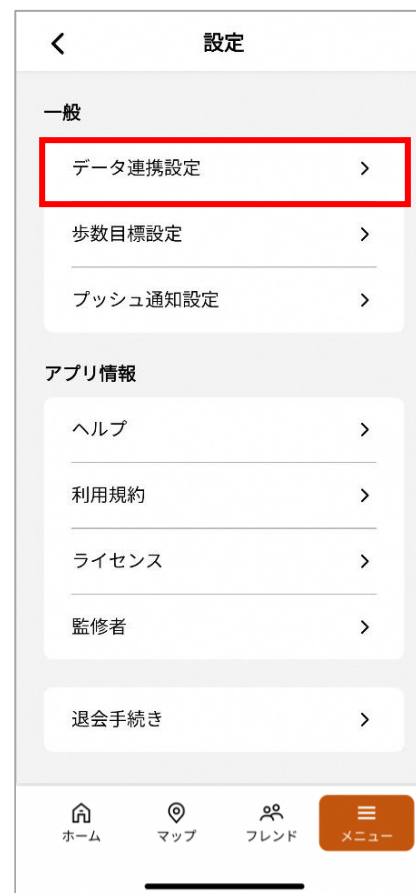 設定
一般
データ連携設定
歩数目標設定
プッシュ通知設定
アプリ情報
ヘルプ
利用規約
ライセンス
監修者
退会手続き
ホーム
マップ
フレンド
メニュー